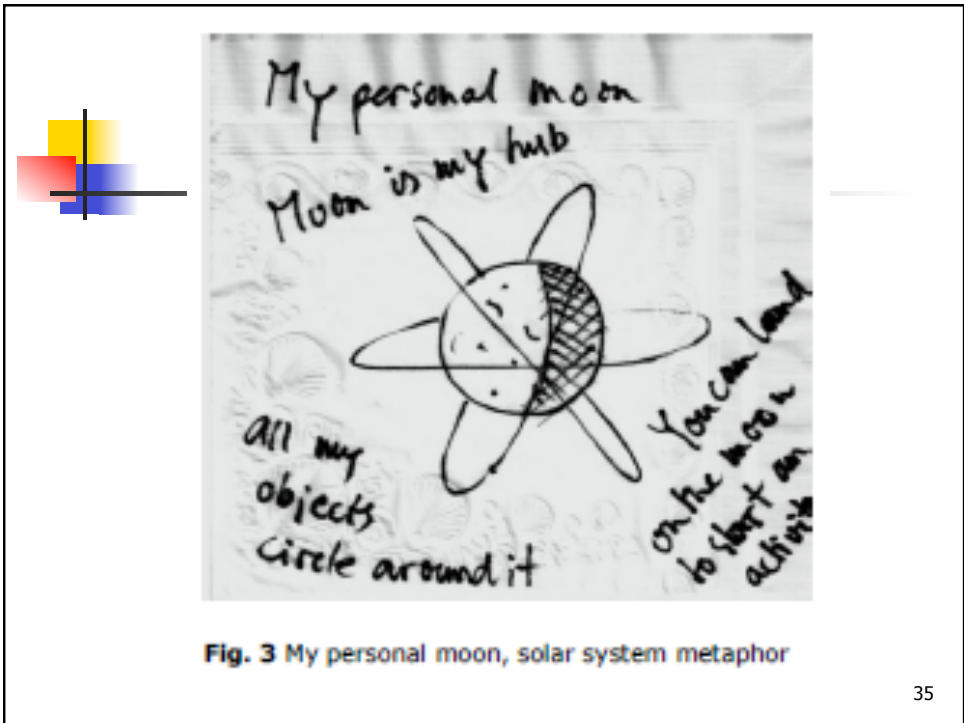 My personal moon
Moon is my hub
all my
objects
circle around it
You can land
on the moon
to start an
activit
Fig. 3 My personal moon, solar system metaphor
35